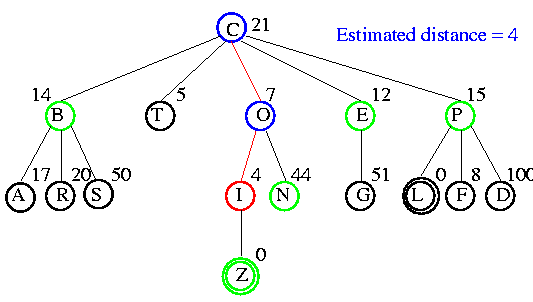 C 21
Estimated distance = 4
14 5 7 12 15
B T O E P
17 20 50 4 44 51 0 8 100
A R S I N G L F D
0
Z